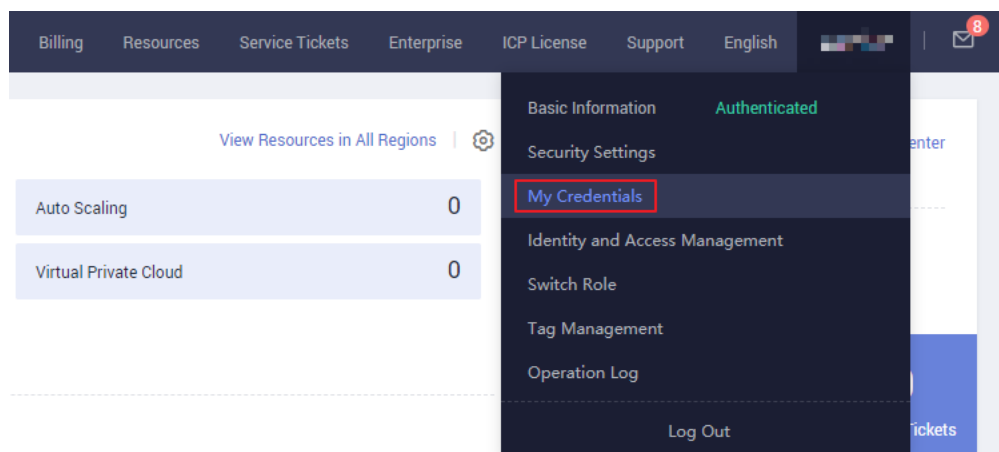 Billing Resources Service Tickets Enterprise ICP License Support English 8
Basic Information Authenticated
View Resources in All Regions
Security Settings
enter
My Credentials
Auto Scaling 0
Identity and Access Management
Virtual Private Cloud 0
Switch Role
Tag Management
Operation Log
Log Out
ickets